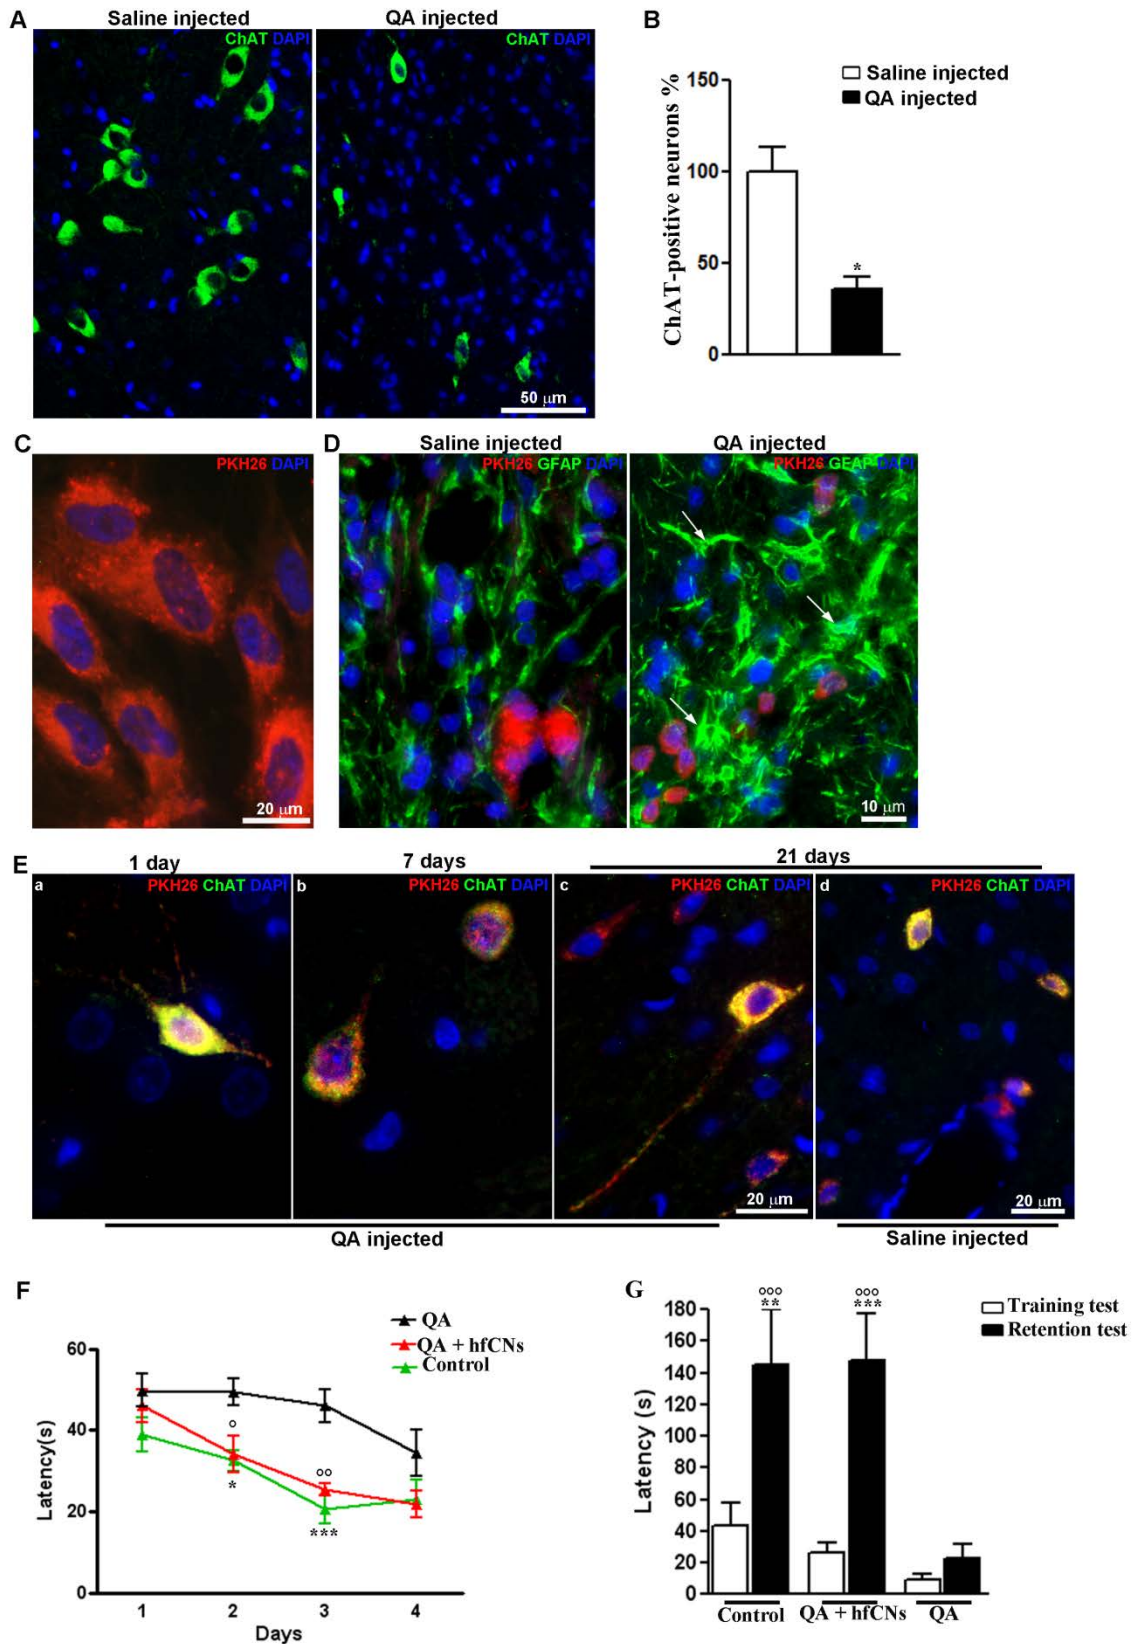 A
Saline injected
QA injected
ChAT DAPI
ChAT DAPI
50 µm
B
ChAT-positive neurons %
150
100
50
0
Saline injected
QA injected
*
C
PKH26 DAPI
20 µm
D
Saline injected
QA injected
PKH26 GFAP DAPI
PKH26 GFAP DAPI
10 µm
E
1 day
7 days
21 days
a
PKH26 ChAT DAPI
b
PKH26 ChAT DAPI
c
PKH26 ChAT DAPI
d
PKH26 ChAT DAPI
20 µm
20 µm
QA injected
Saline injected
F
QA
QA + hfCNs
Control
Latency(s)
60
40
20
0
°
*
°°
***
1 2 3 4
Days
G
Training test
Retention test
Latency (s)
180
160
140
120
100
80
60
40
20
0
°°°
**
°°°
***
Control
QA + hfCNs
QA